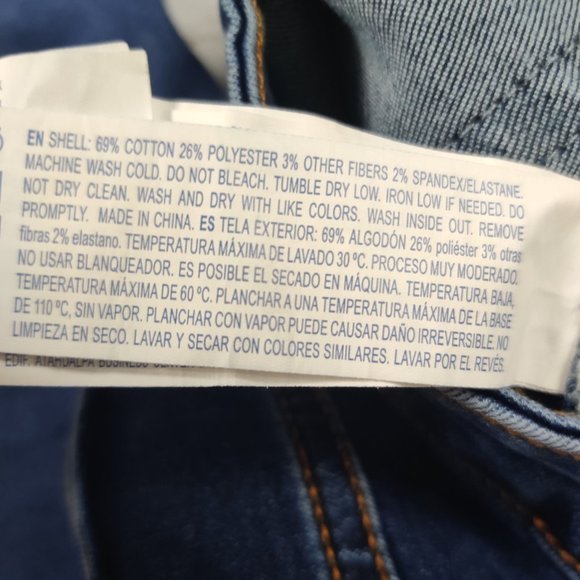 EN SHELL: 69% COTTON 26% POLYESTER 3% OTHER FIBERS 2% SPANDEX/ELASTANE.
MACHINE WASH COLD. DO NOT BLEACH. TUMBLE DRY LOW. IRON LOW IF NEEDED. DO
NOT DRY CLEAN. WASH AND DRY WITH LIKE COLORS. WASH INSIDE OUT. REMOVE
PROMPTLY. MADE IN CHINA. ES TELA EXTERIOR: 69% ALGODÓN 26% poliéster 3% otras
fibras 2% elastano. TEMPERATURA MÁXIMA DE LAVADO 30 ºC. PROCESO MUY MODERADO.
NO USAR BLANQUEADOR. ES POSIBLE EL SECADO EN MÁQUINA. TEMPERATURA BAJA,
TEMPERATURA MÁXIMA DE 60 ºC. PLANCHAR A UNA TEMPERATURA MÁXIMA DE LA BASE
DE 110 ºC, SIN VAPOR. PLANCHAR CON VAPOR PUEDE CAUSAR DAÑO IRREVERSIBLE. NO
LIMPIEZA EN SECO. LAVAR Y SECAR CON COLORES SIMILARES. LAVAR POR EL REVÉS.
EDIF. ATAHUALPA BUSINESS